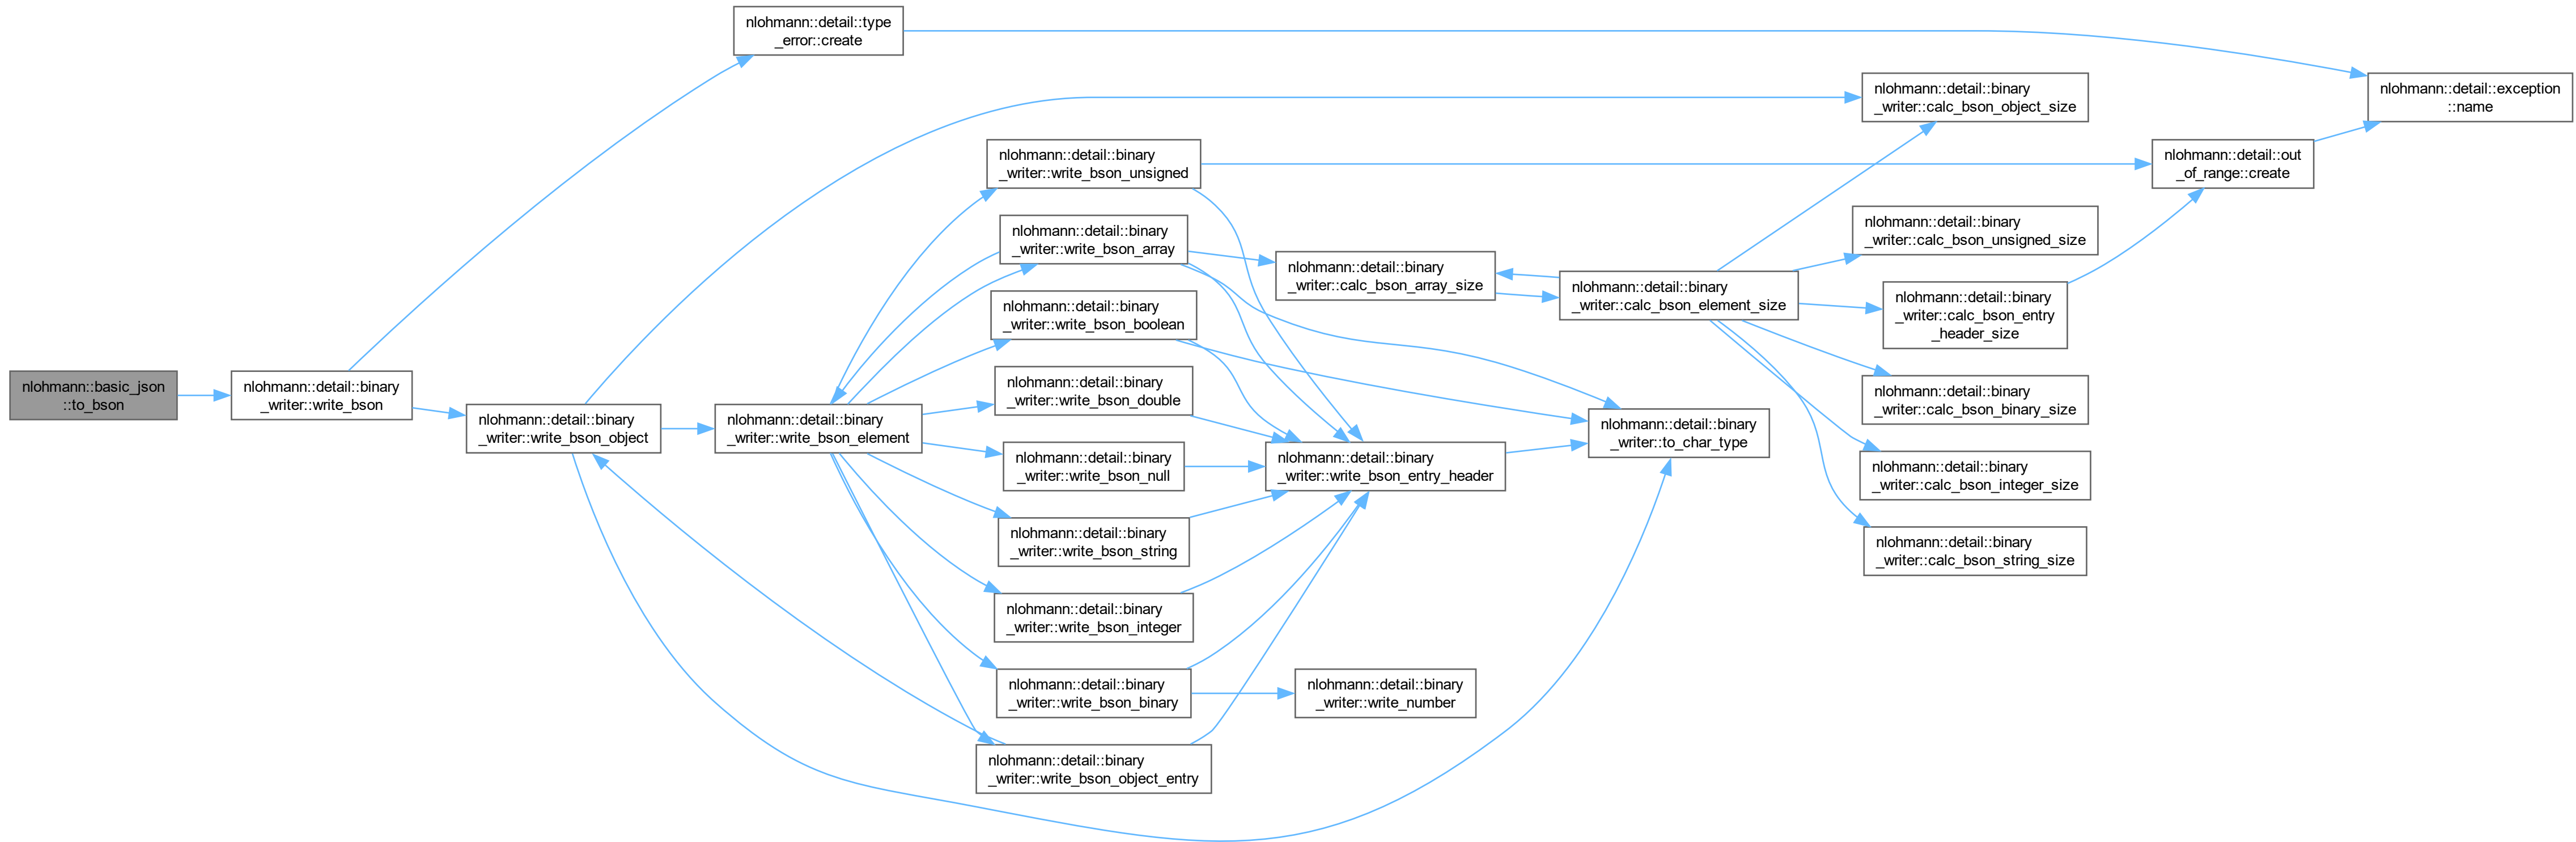 nlohmann::basic_json
::to_bson
nlohmann::detail::binary
_writer::write_bson
nlohmann::detail::type
_error::create
nlohmann::detail::binary
_writer::write_bson_object
nlohmann::detail::binary
_writer::write_bson_element
nlohmann::detail::binary
_writer::write_bson_unsigned
nlohmann::detail::binary
_writer::write_bson_array
nlohmann::detail::binary
_writer::write_bson_boolean
nlohmann::detail::binary
_writer::write_bson_double
nlohmann::detail::binary
_writer::write_bson_null
nlohmann::detail::binary
_writer::write_bson_string
nlohmann::detail::binary
_writer::write_bson_integer
nlohmann::detail::binary
_writer::write_bson_binary
nlohmann::detail::binary
_writer::write_bson_object_entry
nlohmann::detail::binary
_writer::calc_bson_array_size
nlohmann::detail::binary
_writer::write_bson_entry_header
nlohmann::detail::binary
_writer::write_number
nlohmann::detail::binary
_writer::calc_bson_element_size
nlohmann::detail::binary
_writer::to_char_type
nlohmann::detail::binary
_writer::calc_bson_object_size
nlohmann::detail::binary
_writer::calc_bson_unsigned_size
nlohmann::detail::binary
_writer::calc_bson_entry
_header_size
nlohmann::detail::binary
_writer::calc_bson_binary_size
nlohmann::detail::binary
_writer::calc_bson_integer_size
nlohmann::detail::binary
_writer::calc_bson_string_size
nlohmann::detail::out
_of_range::create
nlohmann::detail::exception
::name